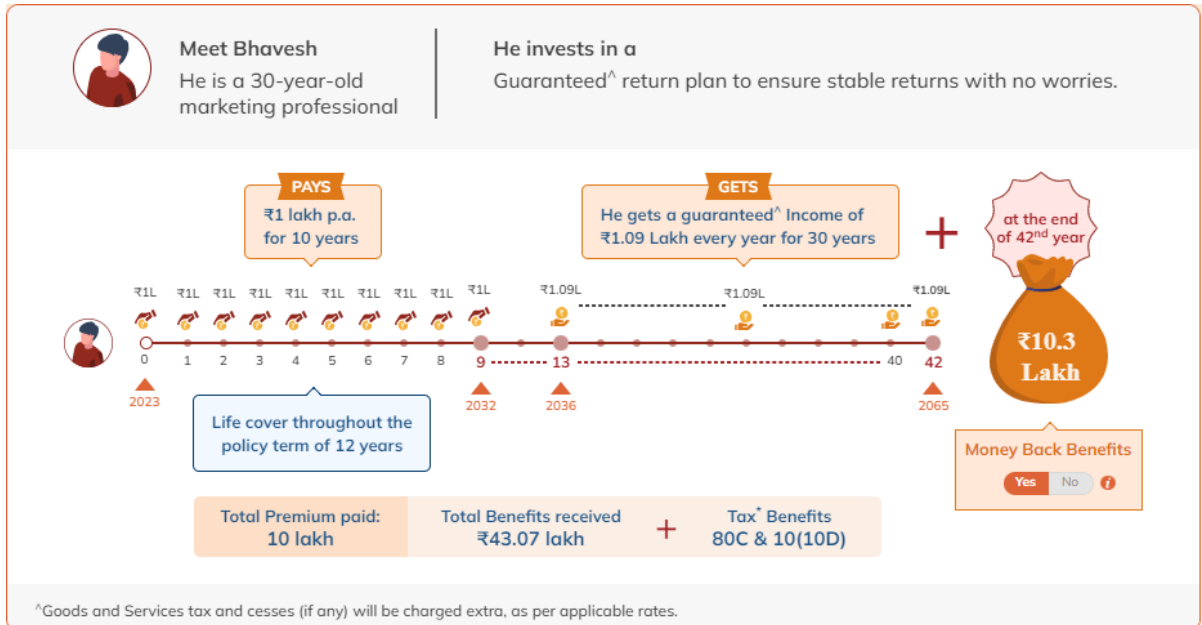 Meet Bhavesh
He is a 30-year-old
marketing professional
He invests in a
Guaranteed^ return plan to ensure stable returns with no worries.
PAYS
₹1 lakh p.a.
for 10 years
GETS
He gets a guaranteed^ Income of
₹1.09 Lakh every year for 30 years
+
at the end
of 42nd year
₹1L ₹1L ₹1L ₹1L ₹1L ₹1L ₹1L ₹1L ₹1L ₹1L ₹1.09L ₹1.09L ₹1.09L
0 1 2 3 4 5 6 7 8 9 13 40 42
2023 2032 2036 2065
₹10.3
Lakh
Life cover throughout the
policy term of 12 years
Money Back Benefits
Yes No i
Total Premium paid:
10 lakh
Total Benefits received
₹43.07 lakh
+
Tax* Benefits
80C & 10(10D)
^Goods and Services tax and cesses (if any) will be charged extra, as per applicable rates.